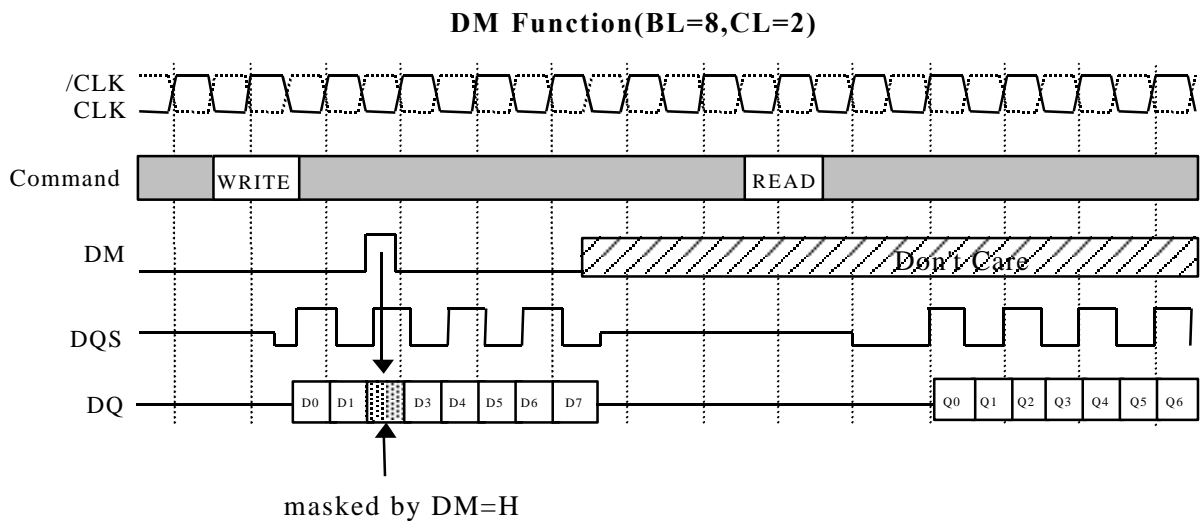 DM Function(BL=8,CL=2)
/CLK
CLK
Command WRITE READ
DM Don't Care
DQS
DQ D0 D1 D3 D4 D5 D6 D7 Q0 Q1 Q2 Q3 Q4 Q5 Q6
masked by DM=H